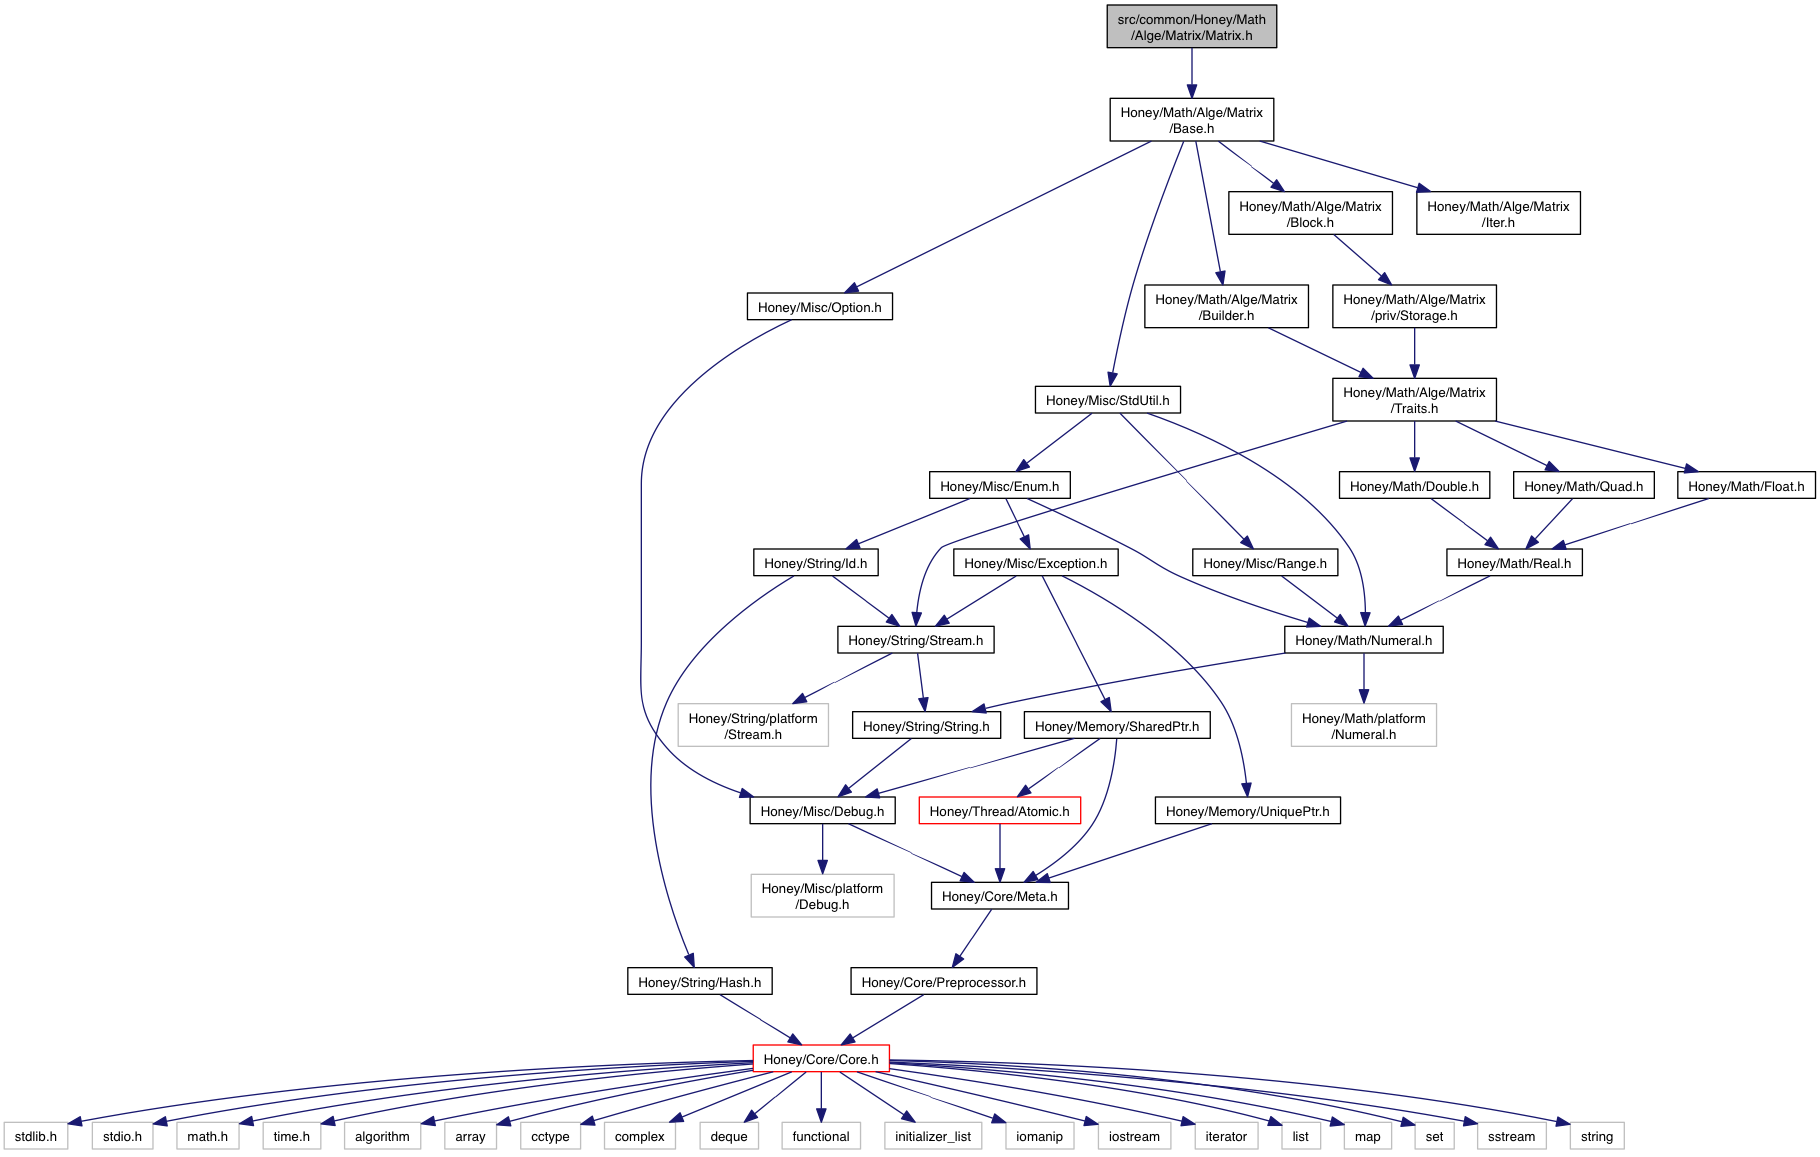 src/common/Honey/Math
/Alge/Matrix/Matrix.h
Honey/Math/Alge/Matrix
/Base.h
Honey/Math/Alge/Matrix
/Block.h
Honey/Math/Alge/Matrix
/Iter.h
Honey/Misc/Option.h
Honey/Math/Alge/Matrix
/Builder.h
Honey/Math/Alge/Matrix
/priv/Storage.h
Honey/Misc/StdUtil.h
Honey/Math/Alge/Matrix
/Traits.h
Honey/Misc/Enum.h
Honey/Math/Double.h
Honey/Math/Quad.h
Honey/Math/Float.h
Honey/String/Id.h
Honey/Misc/Exception.h
Honey/Misc/Range.h
Honey/Math/Real.h
Honey/String/Stream.h
Honey/Math/Numeral.h
Honey/String/platform
/Stream.h
Honey/String/String.h
Honey/Memory/SharedPtr.h
Honey/Math/platform
/Numeral.h
Honey/Misc/Debug.h
Honey/Thread/Atomic.h
Honey/Memory/UniquePtr.h
Honey/Misc/platform
/Debug.h
Honey/Core/Meta.h
Honey/String/Hash.h
Honey/Core/Preprocessor.h
Honey/Core/Core.h
stdlib.h
stdio.h
math.h
time.h
algorithm
array
cctype
complex
deque
functional
initializer_list
iomanip
iostream
iterator
list
map
set
sstream
string